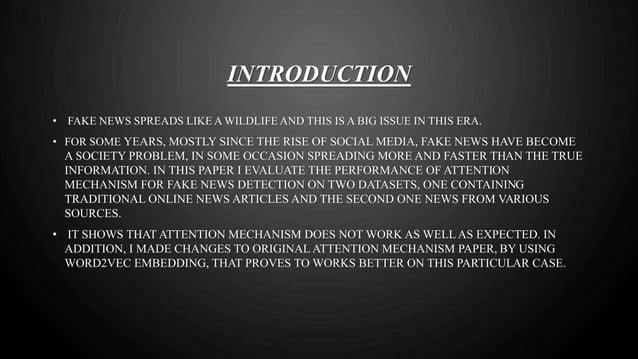 INTRODUCTION
• FAKE NEWS SPREADS LIKE A WILDLIFE AND THIS IS A BIG ISSUE IN THIS ERA.
• FOR SOME YEARS, MOSTLY SINCE THE RISE OF SOCIAL MEDIA, FAKE NEWS HAVE BECOME
A SOCIETY PROBLEM, IN SOME OCCASION SPREADING MORE AND FASTER THAN THE TRUE
INFORMATION. IN THIS PAPER I EVALUATE THE PERFORMANCE OF ATTENTION
MECHANISM FOR FAKE NEWS DETECTION ON TWO DATASETS, ONE CONTAINING
TRADITIONAL ONLINE NEWS ARTICLES AND THE SECOND ONE NEWS FROM VARIOUS
SOURCES.
• IT SHOWS THAT ATTENTION MECHANISM DOES NOT WORK AS WELL AS EXPECTED. IN
ADDITION, I MADE CHANGES TO ORIGINAL ATTENTION MECHANISM PAPER, BY USING
WORD2VEC EMBEDDING, THAT PROVES TO WORKS BETTER ON THIS PARTICULAR CASE.